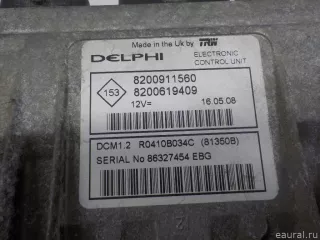 Made in the Uk by TRW
DELPHI ELECTRONIC
CONTROL UNIT
153
8200911560
8200619409
12V= 16.05.08
DCM1.2 R0410B034C (81350B)
SERIAL No 86327454 EBG
eaural.ru